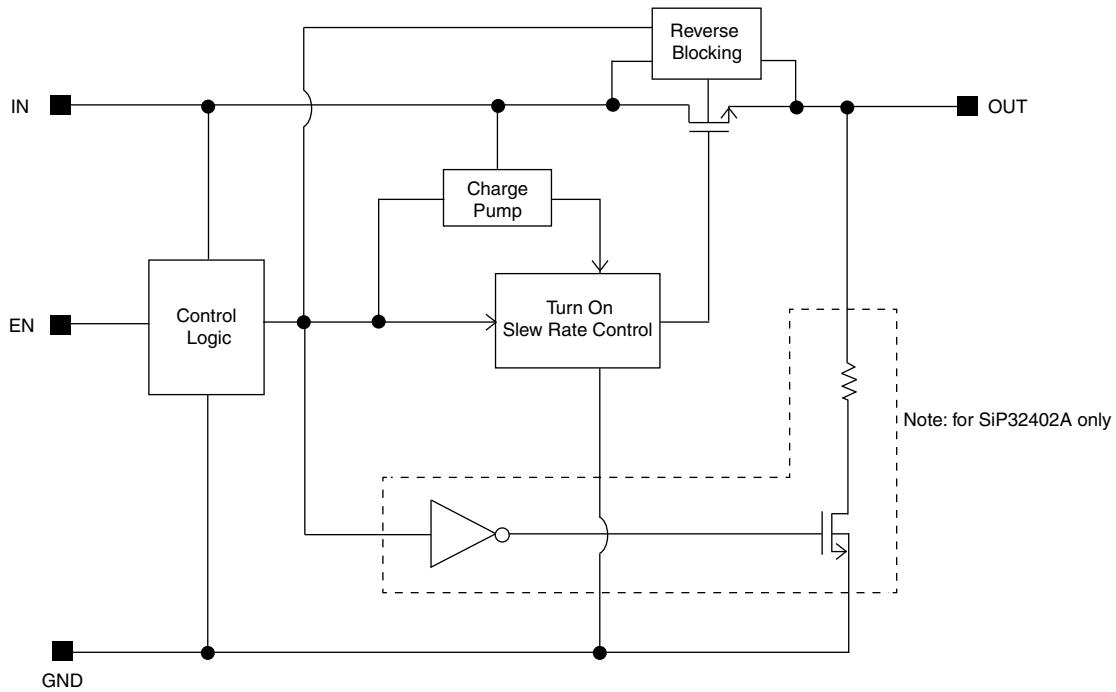 Reverse
Blocking
IN
OUT
Charge
Pump
EN
Control
Logic
Turn On
Slew Rate Control
Note: for SiP32402A only
GND